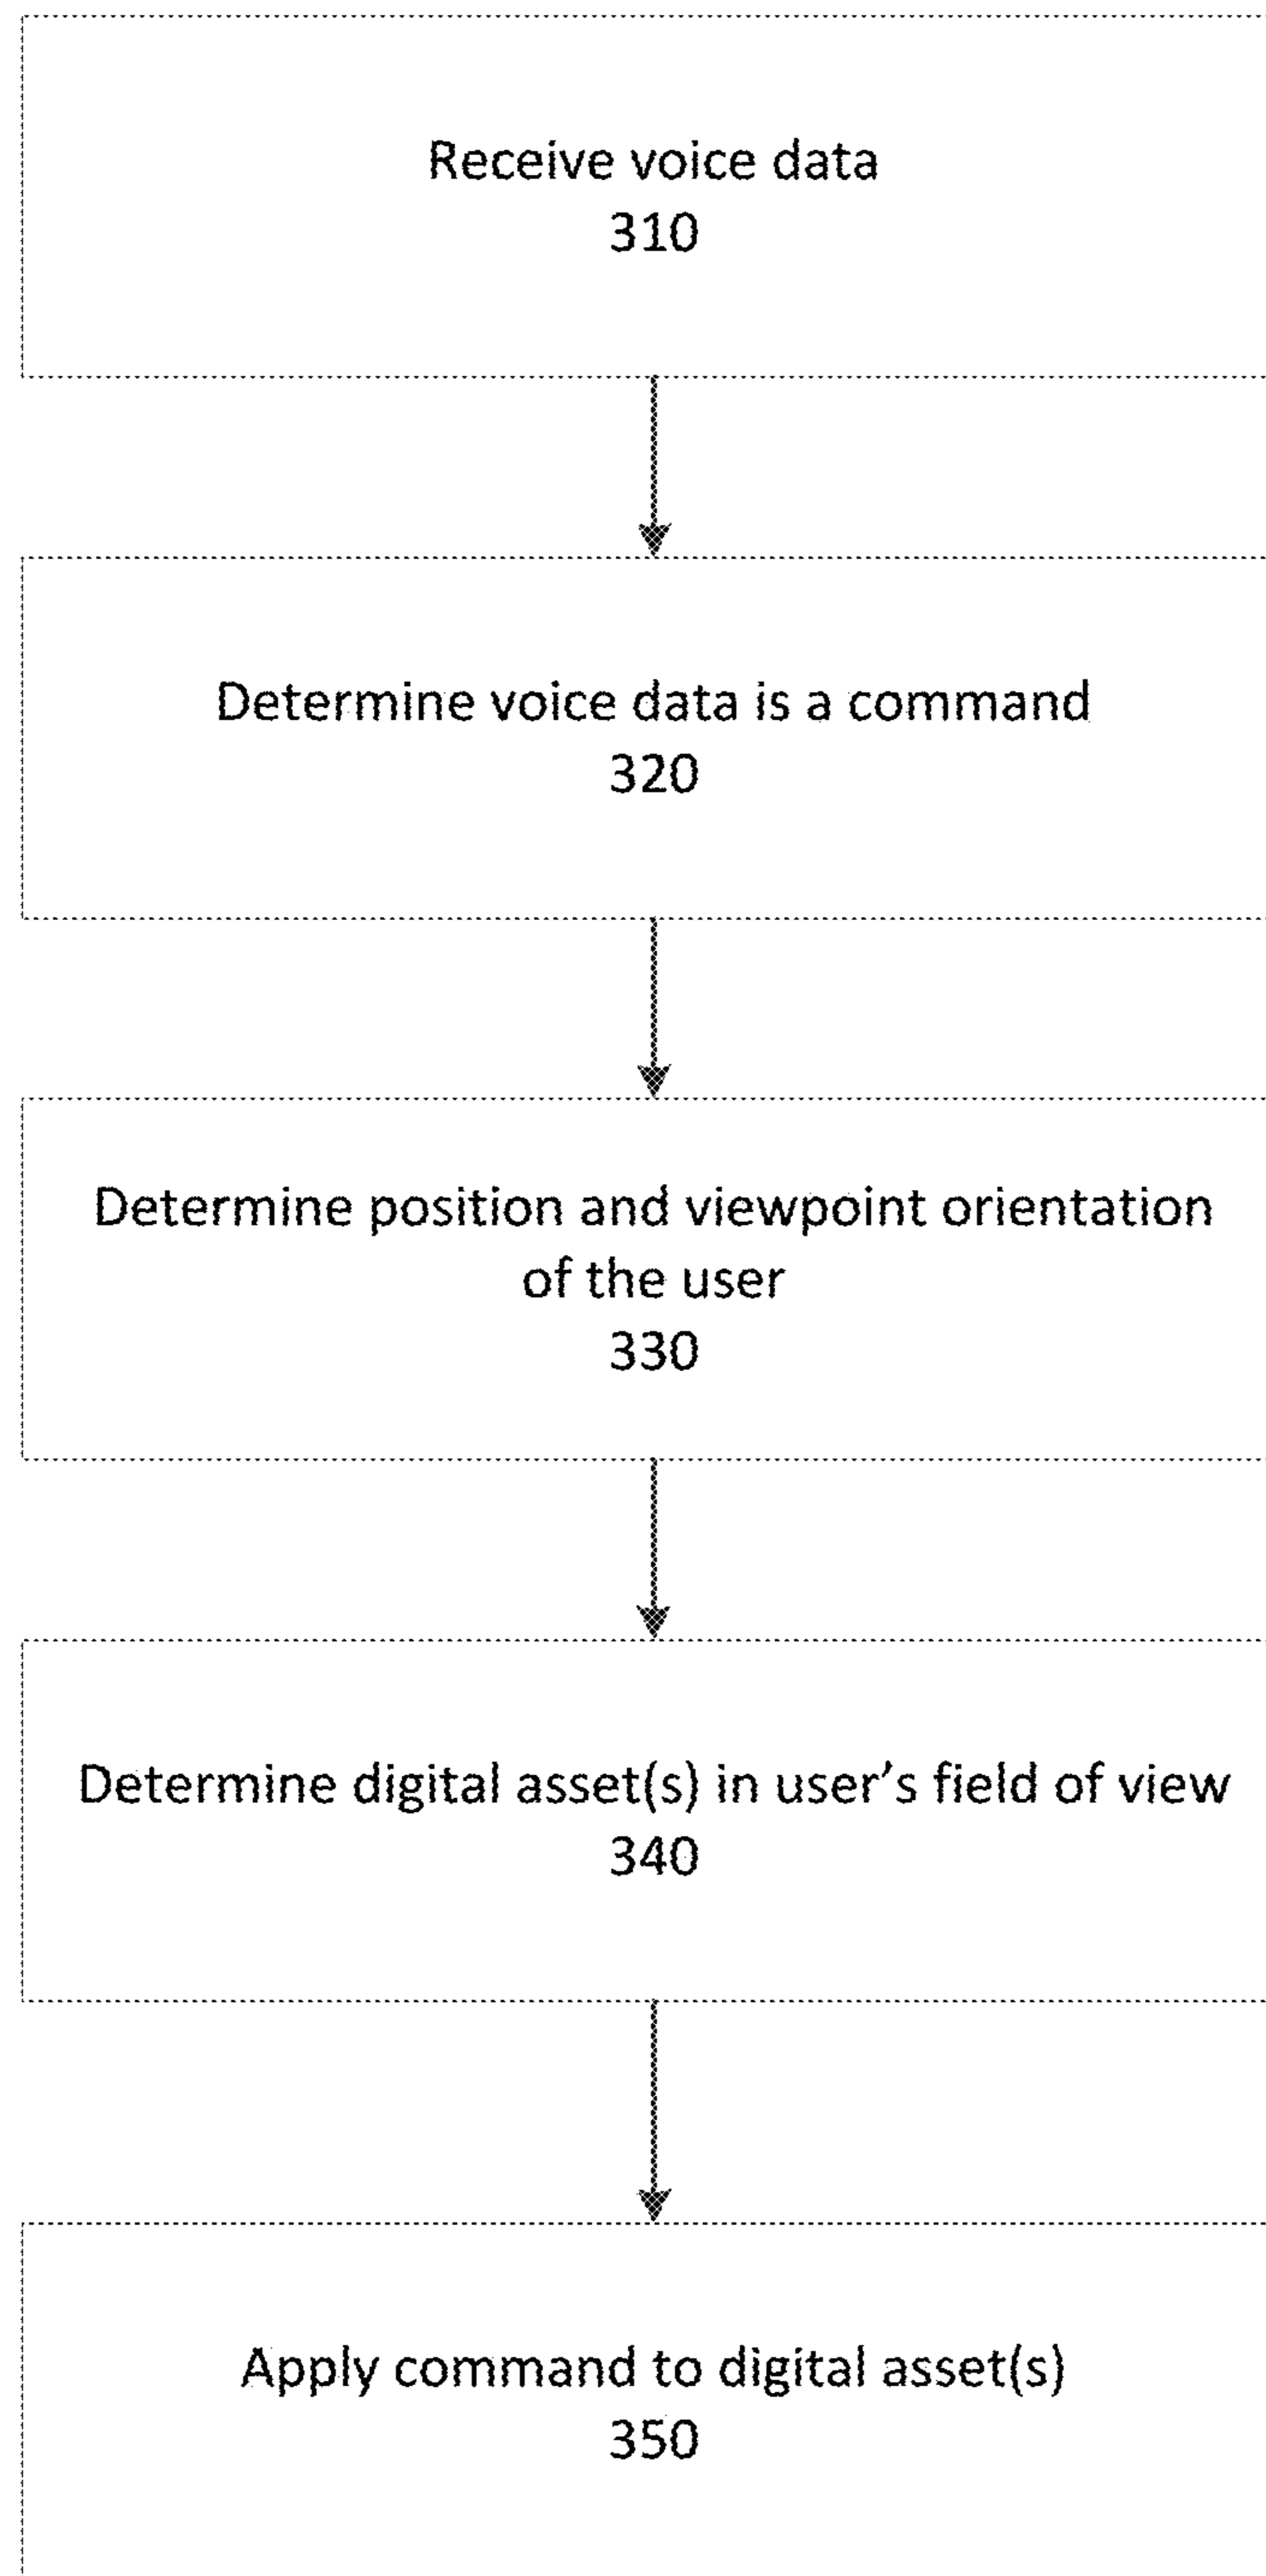 Receive voice data
310
Determine voice data is a command
320
Determine position and viewpoint orientation
of the user
330
Determine digital asset(s) in user’s field of view
340
Apply command to digital asset(s)
350